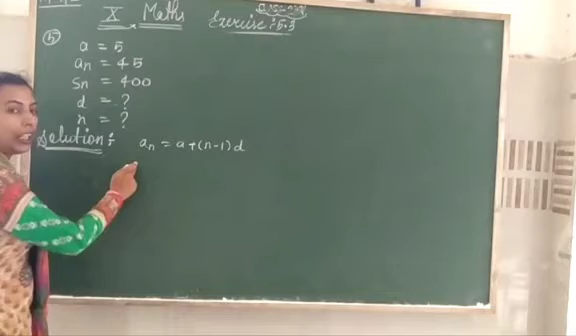 X Maths
Exercise : 5.3
5)
a = 5
an = 45
Sn = 400
d = ?
n = ?
Solution :
an = a + (n - 1) d